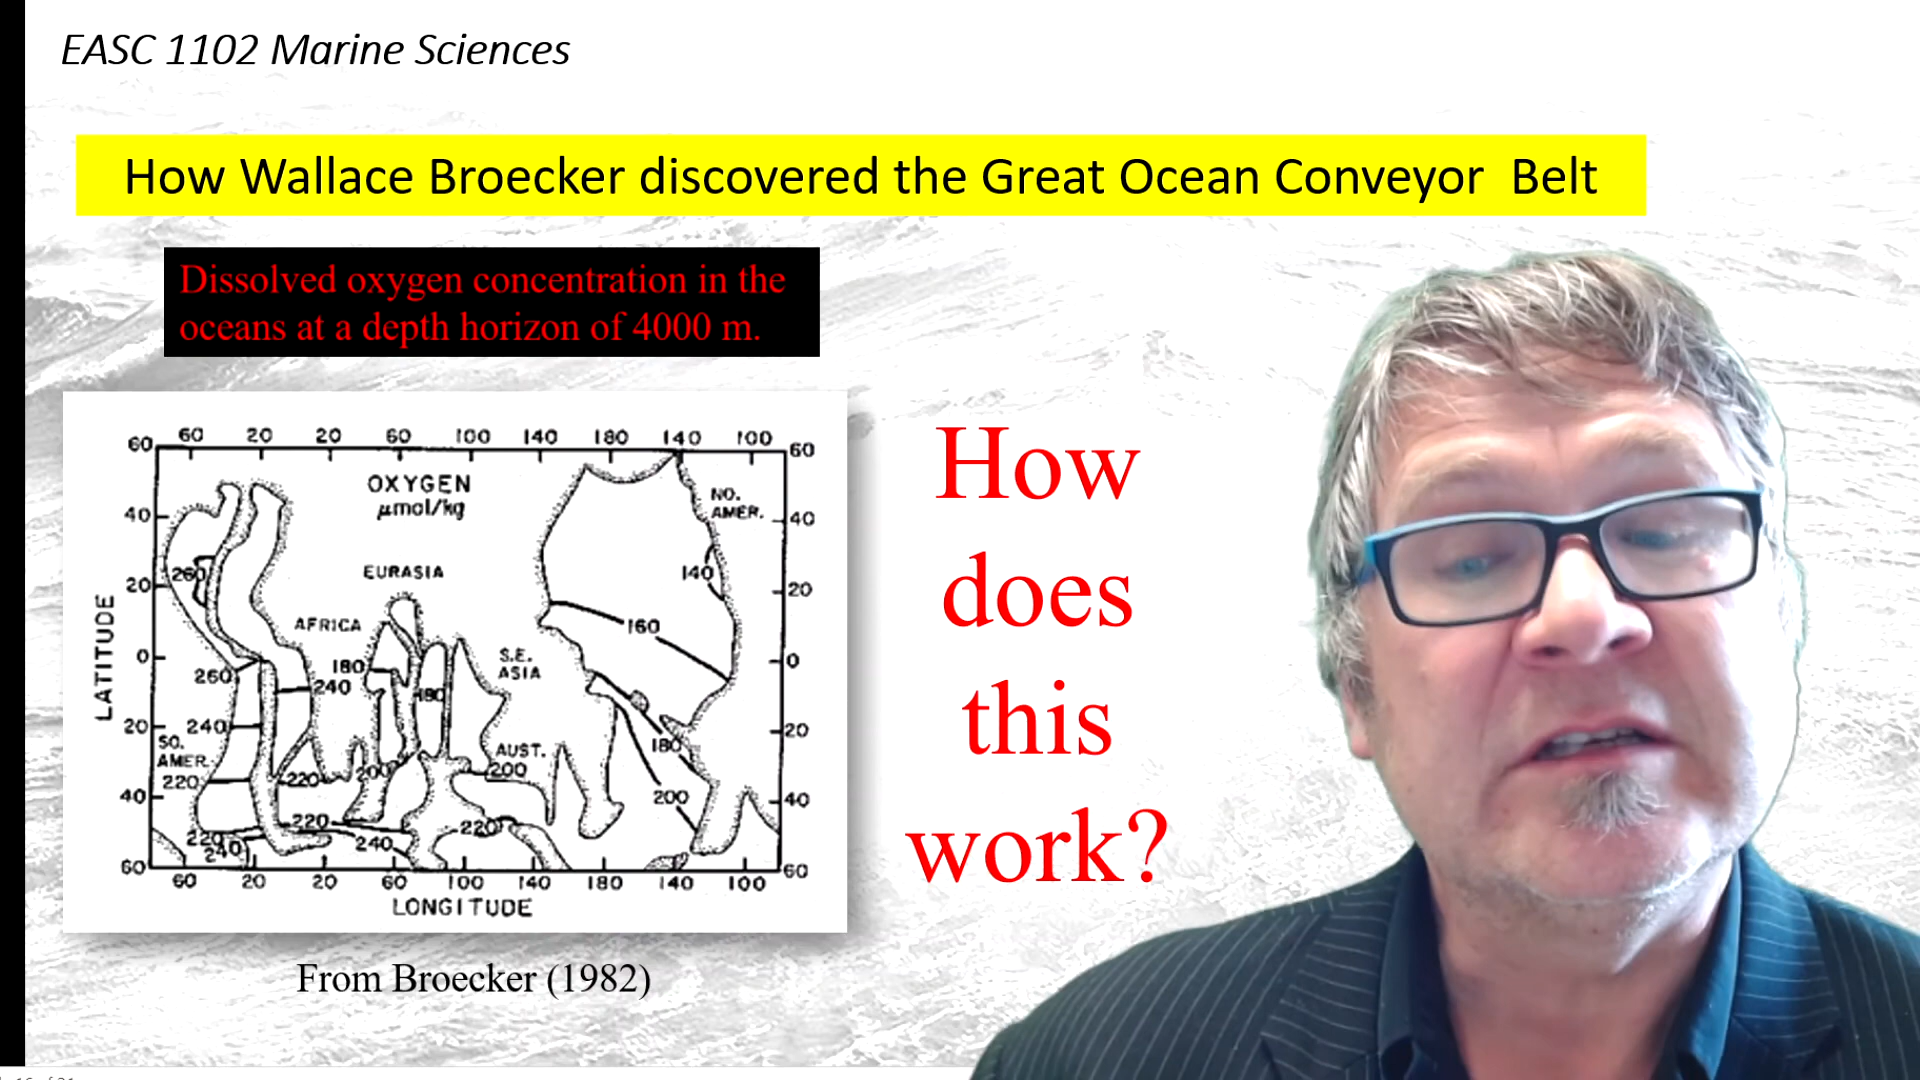 EASC 1102 Marine Sciences
How Wallace Broecker discovered the Great Ocean Conveyor Belt
Dissolved oxygen concentration in the
oceans at a depth horizon of 4000 m.
How
does
this
work?
60 20 20 60 100 140 180 140 100
60 60
OXYGEN
µmol/kg
NO.
AMER.
40 40
EURASIA
260 140
20 20
AFRICA 160
S.E.
ASIA
0 0
180
260 240 180
LATITUDE
20 240 20
SO.
AMER.
AUST. 180
220 220 200 200
40 200 40
220 220
220 240
240
60 60
60 20 20 60 100 140 180 140 100
LONGITUDE
From Broecker (1982)